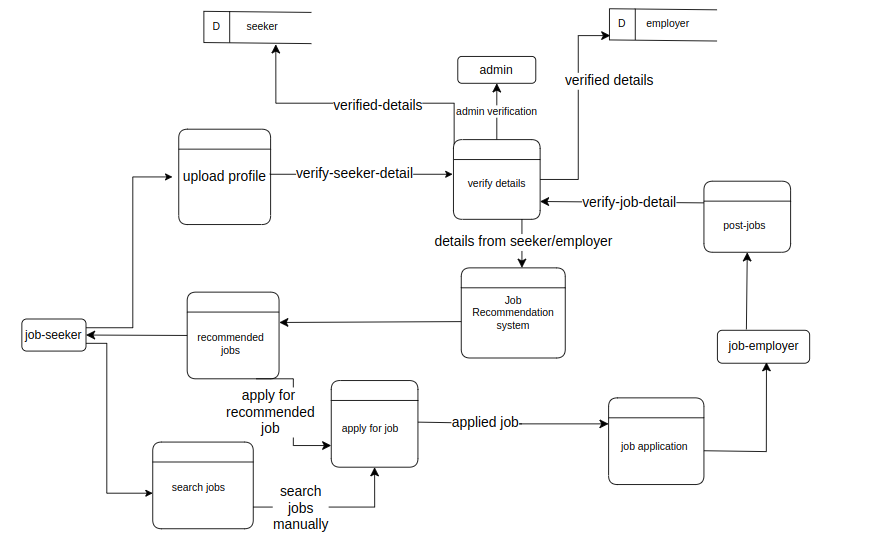 D
seeker
D
employer
admin
verified details
verified-details
admin verification
upload profile
verify-seeker-detail
verify details
verify-job-detail
post-jobs
details from seeker/employer
Job
Recommendation
system
job-seeker
recommended
jobs
job-employer
apply for
recommended
job
apply for job
applied job
job application
search jobs
search
jobs
manually